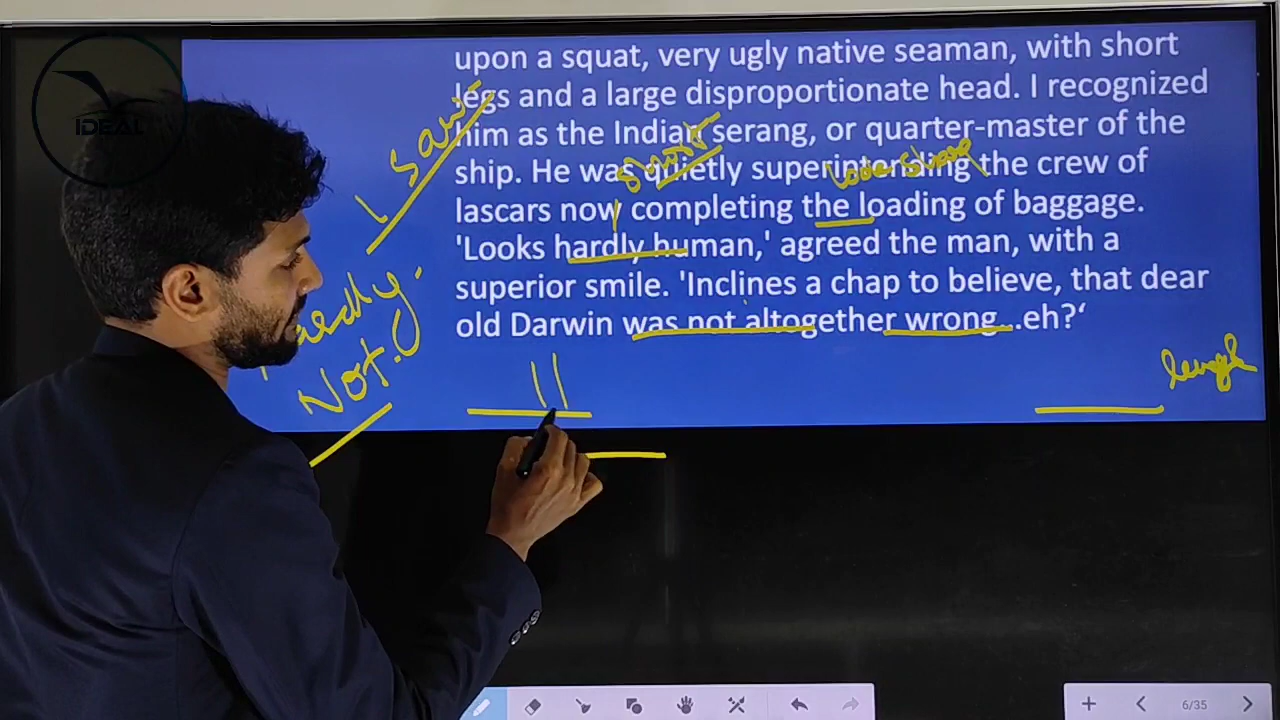 IDEAL
upon a squat, very ugly native seaman, with short
legs and a large disproportionate head. I recognized
him as the Indian serang, or quarter-master of the
ship. He was quietly superintending the crew of
lascars now completing the loading of baggage.
'Looks hardly human,' agreed the man, with a
superior smile. 'Inclines a chap to believe, that dear
old Darwin was not altogether wrong...eh?‘
Not.
length
6/35